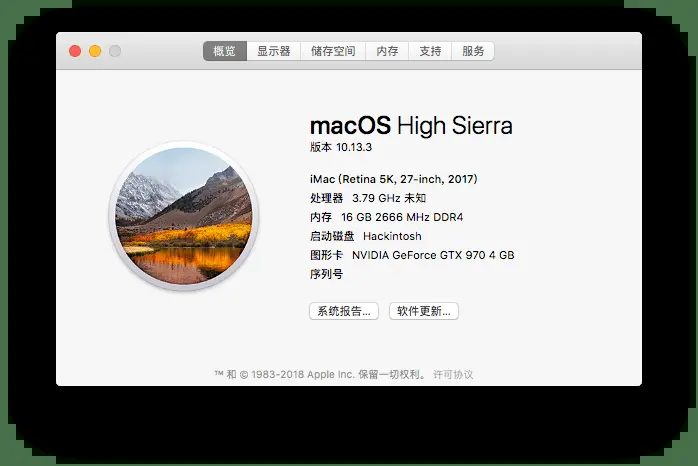 概览 显示器 储存空间 内存 支持 服务
macOS High Sierra
版本 10.13.3
iMac (Retina 5K, 27-inch, 2017)
处理器 3.79 GHz 未知
内存 16 GB 2666 MHz DDR4
启动磁盘 Hackintosh
图形卡 NVIDIA GeForce GTX 970 4 GB
序列号
系统报告... 软件更新...
™ 和 © 1983-2018 Apple Inc. 保留一切权利。 许可协议